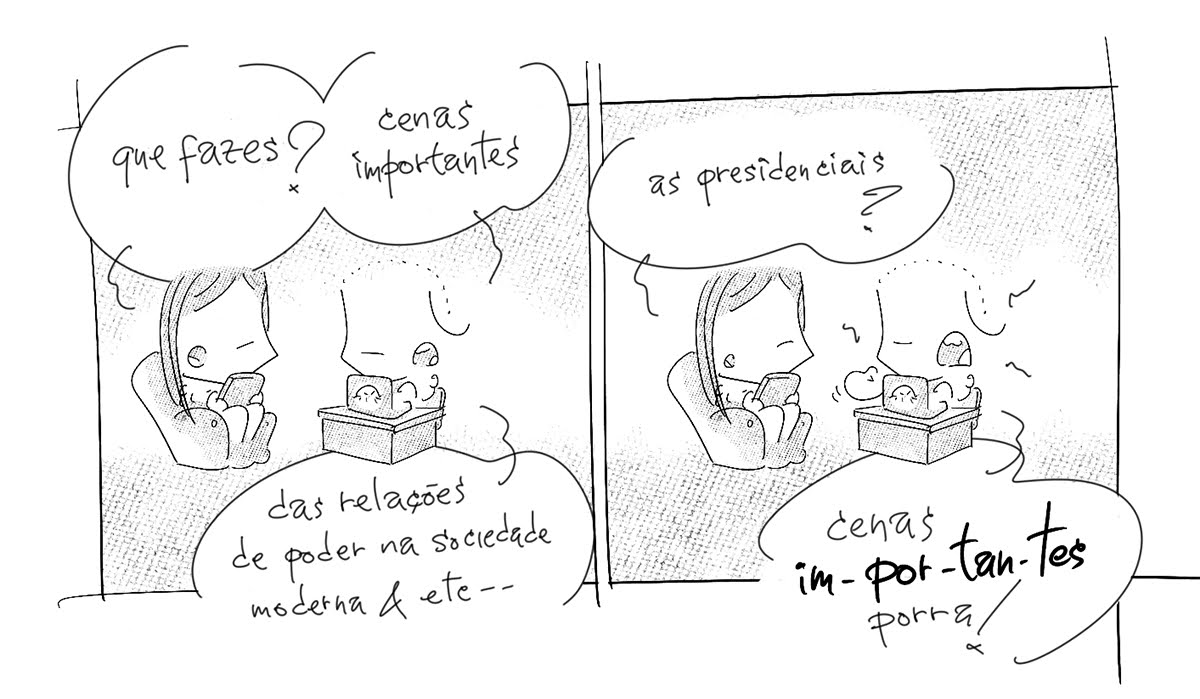 que fazes?
cenas
importantes
das relações
de poder na sociedade
moderna & etc--
as presidenciais
?
cenas
im-por-tan-tes
porra!